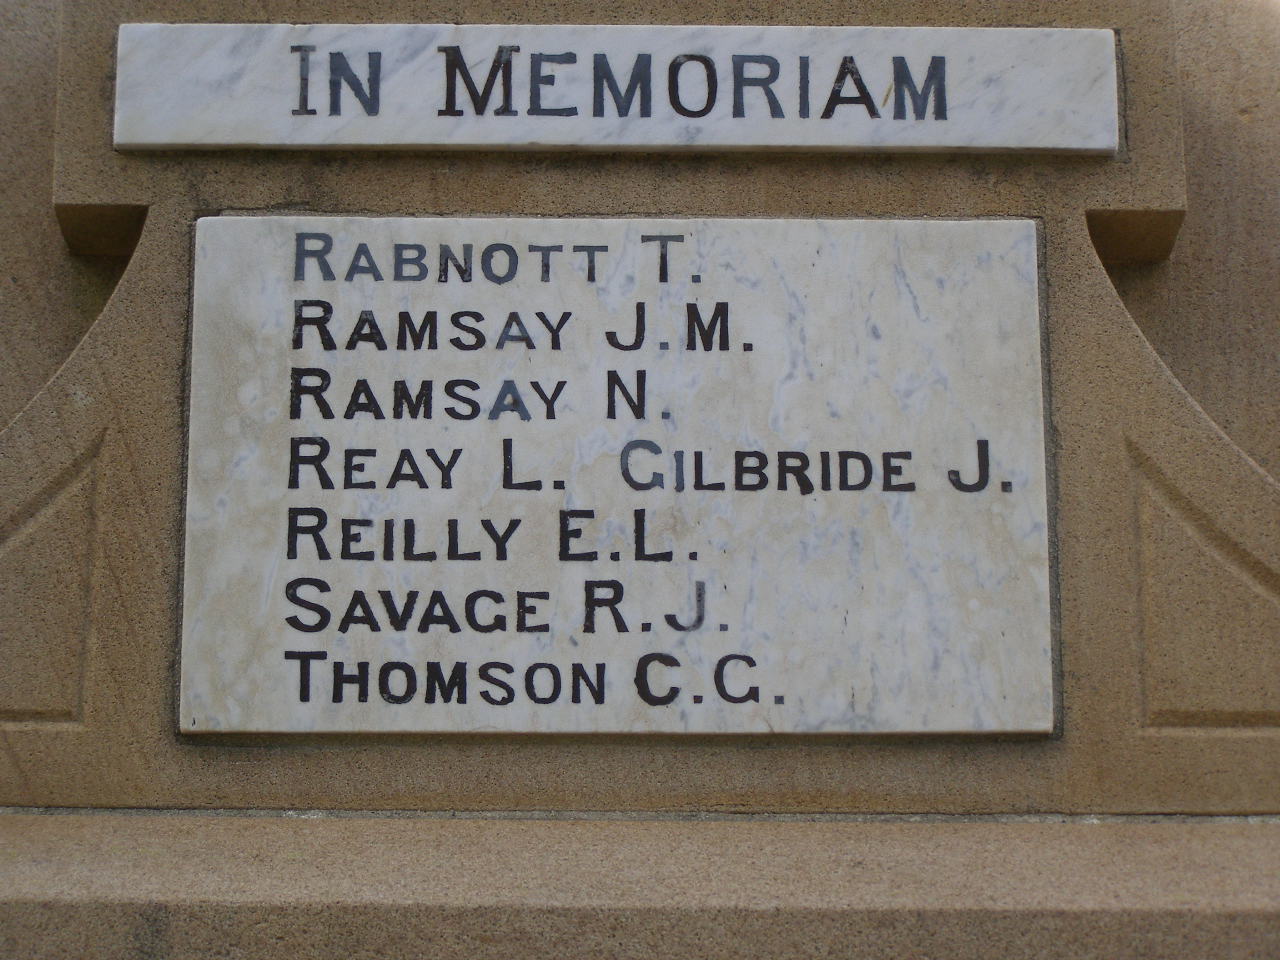 IN MEMORIAM
RABNOTT T.
RAMSAY J.M.
RAMSAY N.
REAY L. GILBRIDE J.
REILLY E.L.
SAVAGE R.J.
THOMSON C.G.